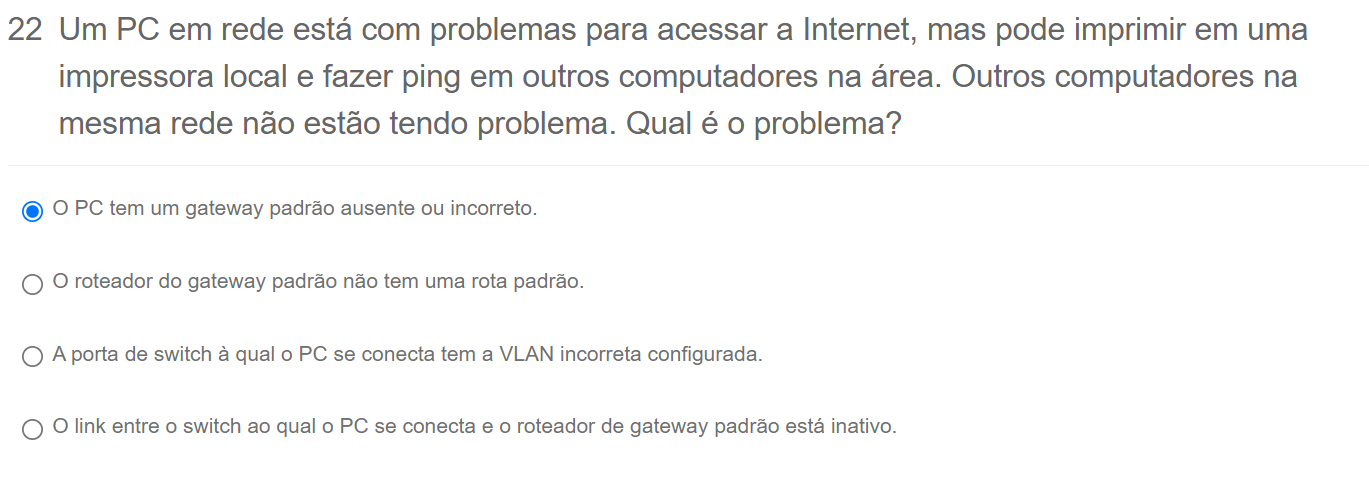 22 Um PC em rede está com problemas para acessar a Internet, mas pode imprimir em uma
impressora local e fazer ping em outros computadores na área. Outros computadores na
mesma rede não estão tendo problema. Qual é o problema?
O PC tem um gateway padrão ausente ou incorreto.
O roteador do gateway padrão não tem uma rota padrão.
A porta de switch à qual o PC se conecta tem a VLAN incorreta configurada.
O link entre o switch ao qual o PC se conecta e o roteador de gateway padrão está inativo.